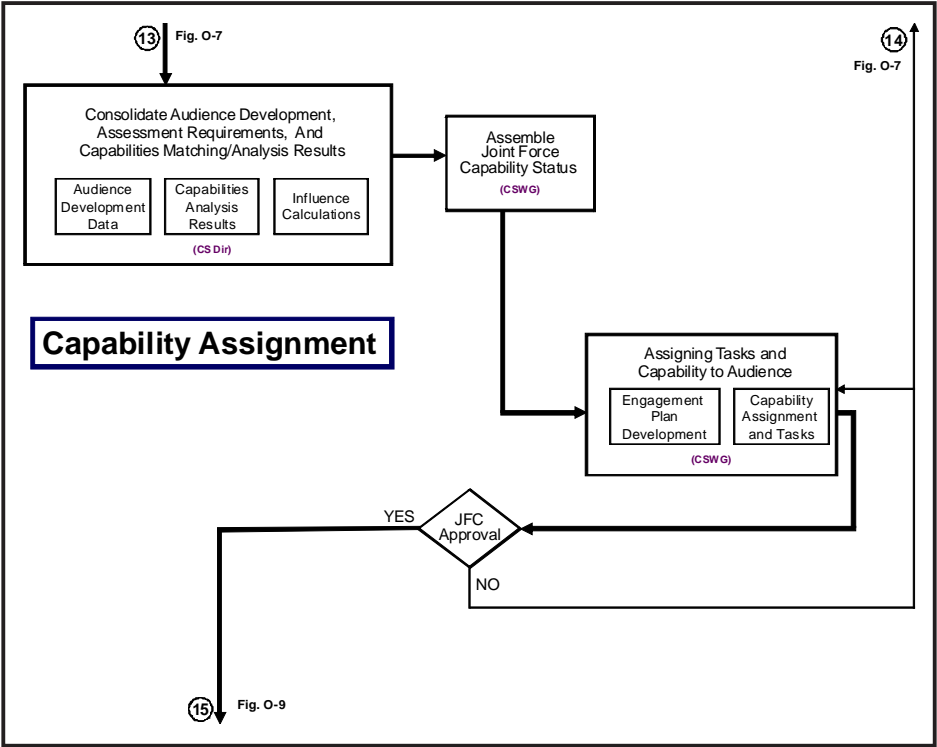 13 Fig. O-7
14
Fig. O-7
Consolidate Audience Development,
Assessment Requirements, And
Capabilities Matching/Analysis Results
Audience
Development
Data
Capabilities
Analysis
Results
Influence
Calculations
(CS Dir)
Assemble
Joint Force
Capability Status
(CSWG)
Capability Assignment
Assigning Tasks and
Capability to Audience
Engagement
Plan
Development
Capability
Assignment
and Tasks
(CSWG)
YES
JFC
Approval
NO
15 Fig. O-9